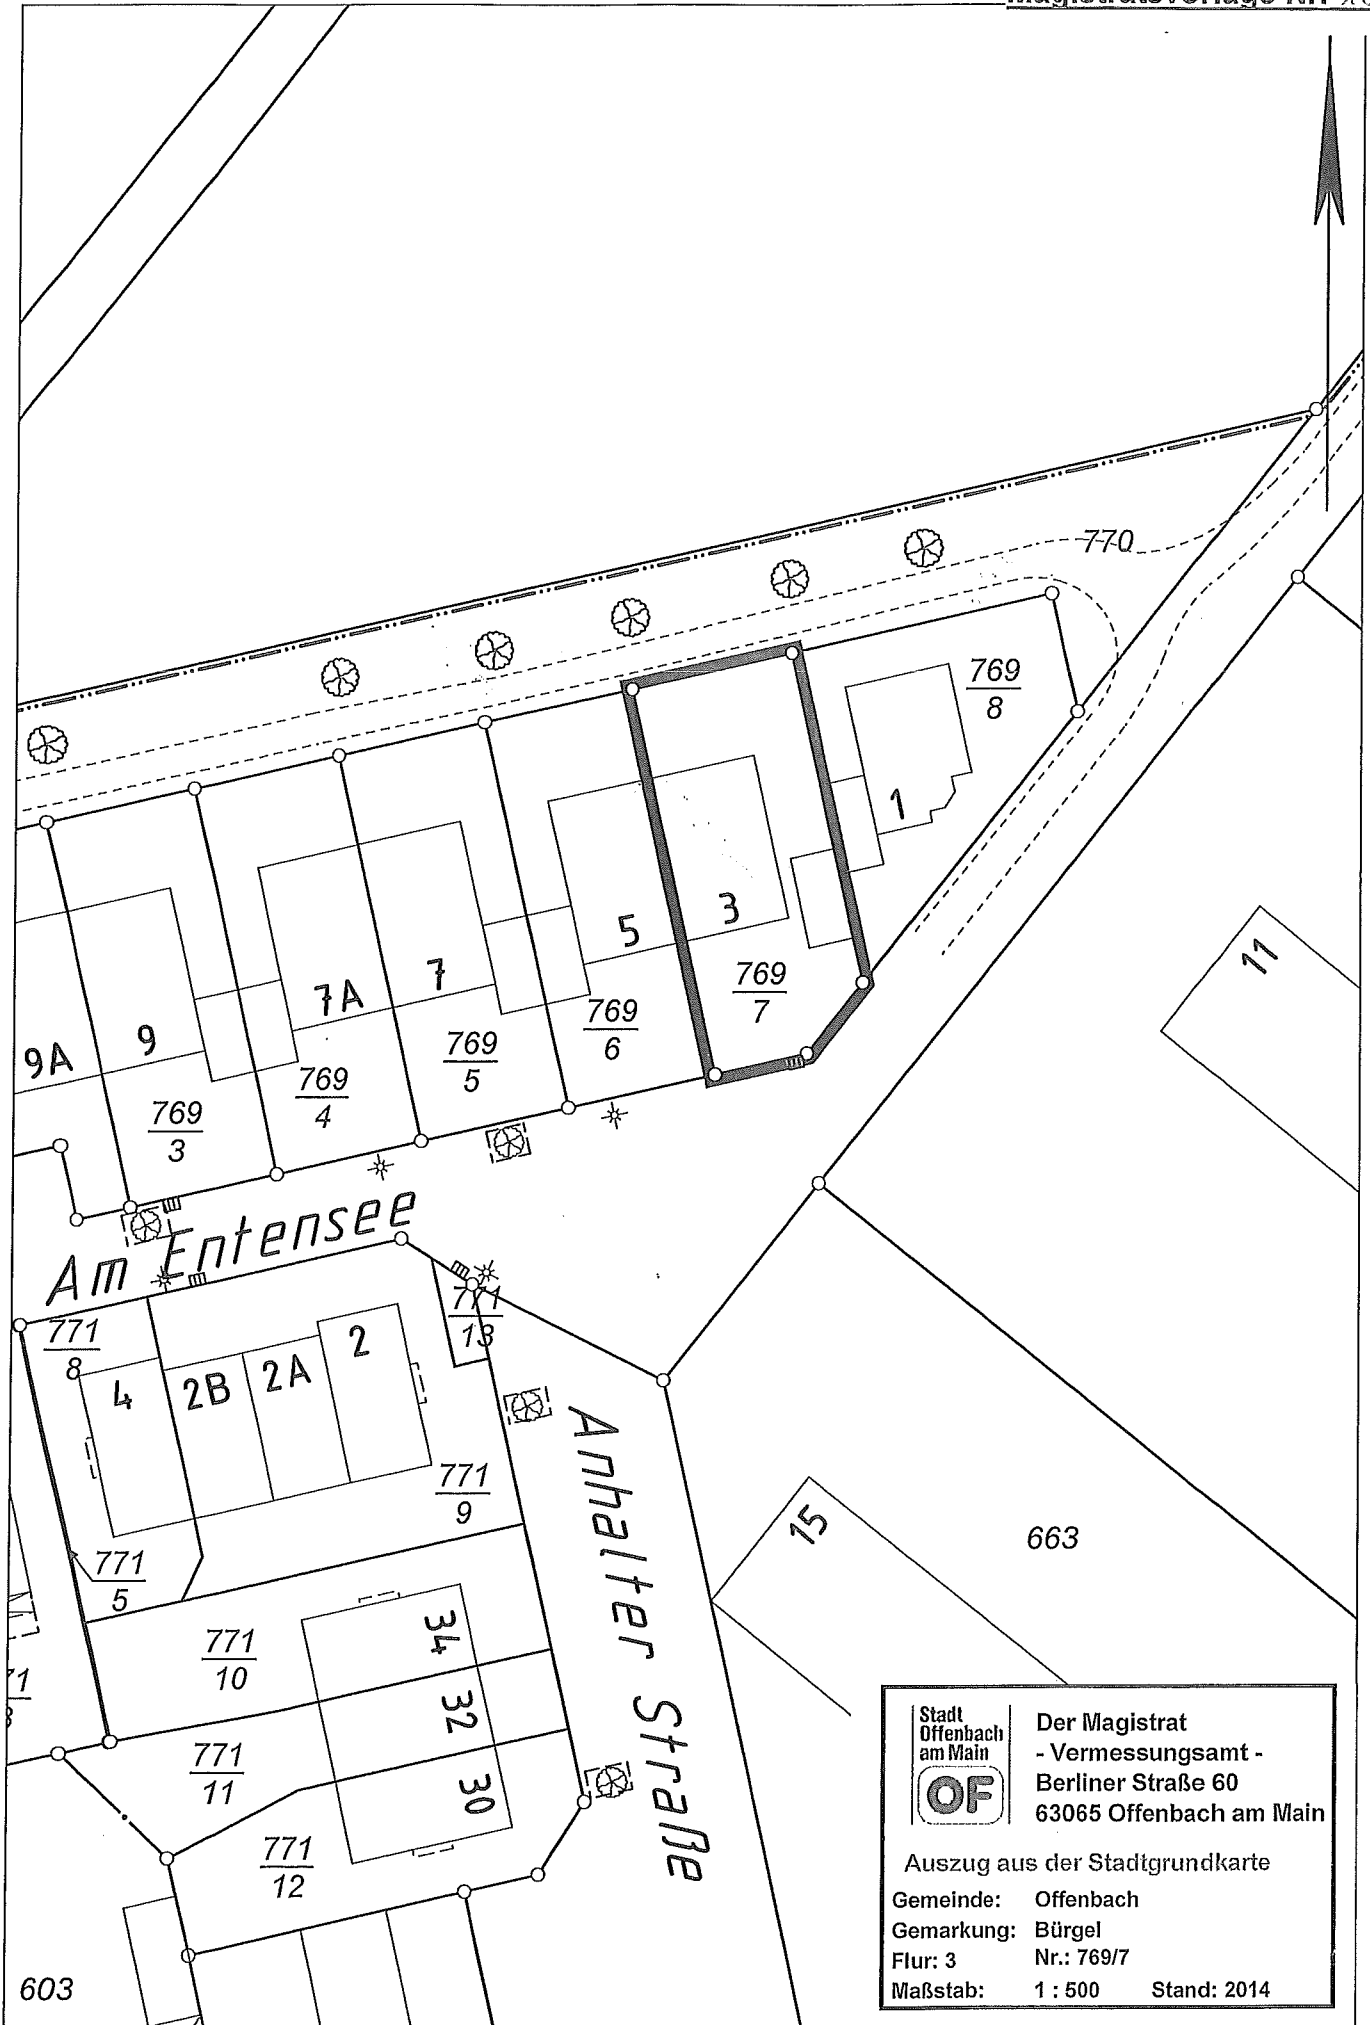 Magistratsvorlage Nr.
770
769
8
1
3
769
7
5
769
6
7
769
5
7A
769
4
9
769
3
9A
11
Am Entensee
771
13
771
8
4
2B
2A
2
771
9
771
5
Anhalter Straße
15
663
34
771
10
32
771
11
30
771
12
603
Stadt
Offenbach
am Main
OF
Der Magistrat
- Vermessungsamt -
Berliner Straße 60
63065 Offenbach am Main
Auszug aus der Stadtgrundkarte
Gemeinde: Offenbach
Gemarkung: Bürgel
Flur: 3 Nr.: 769/7
Maßstab: 1 : 500 Stand: 2014